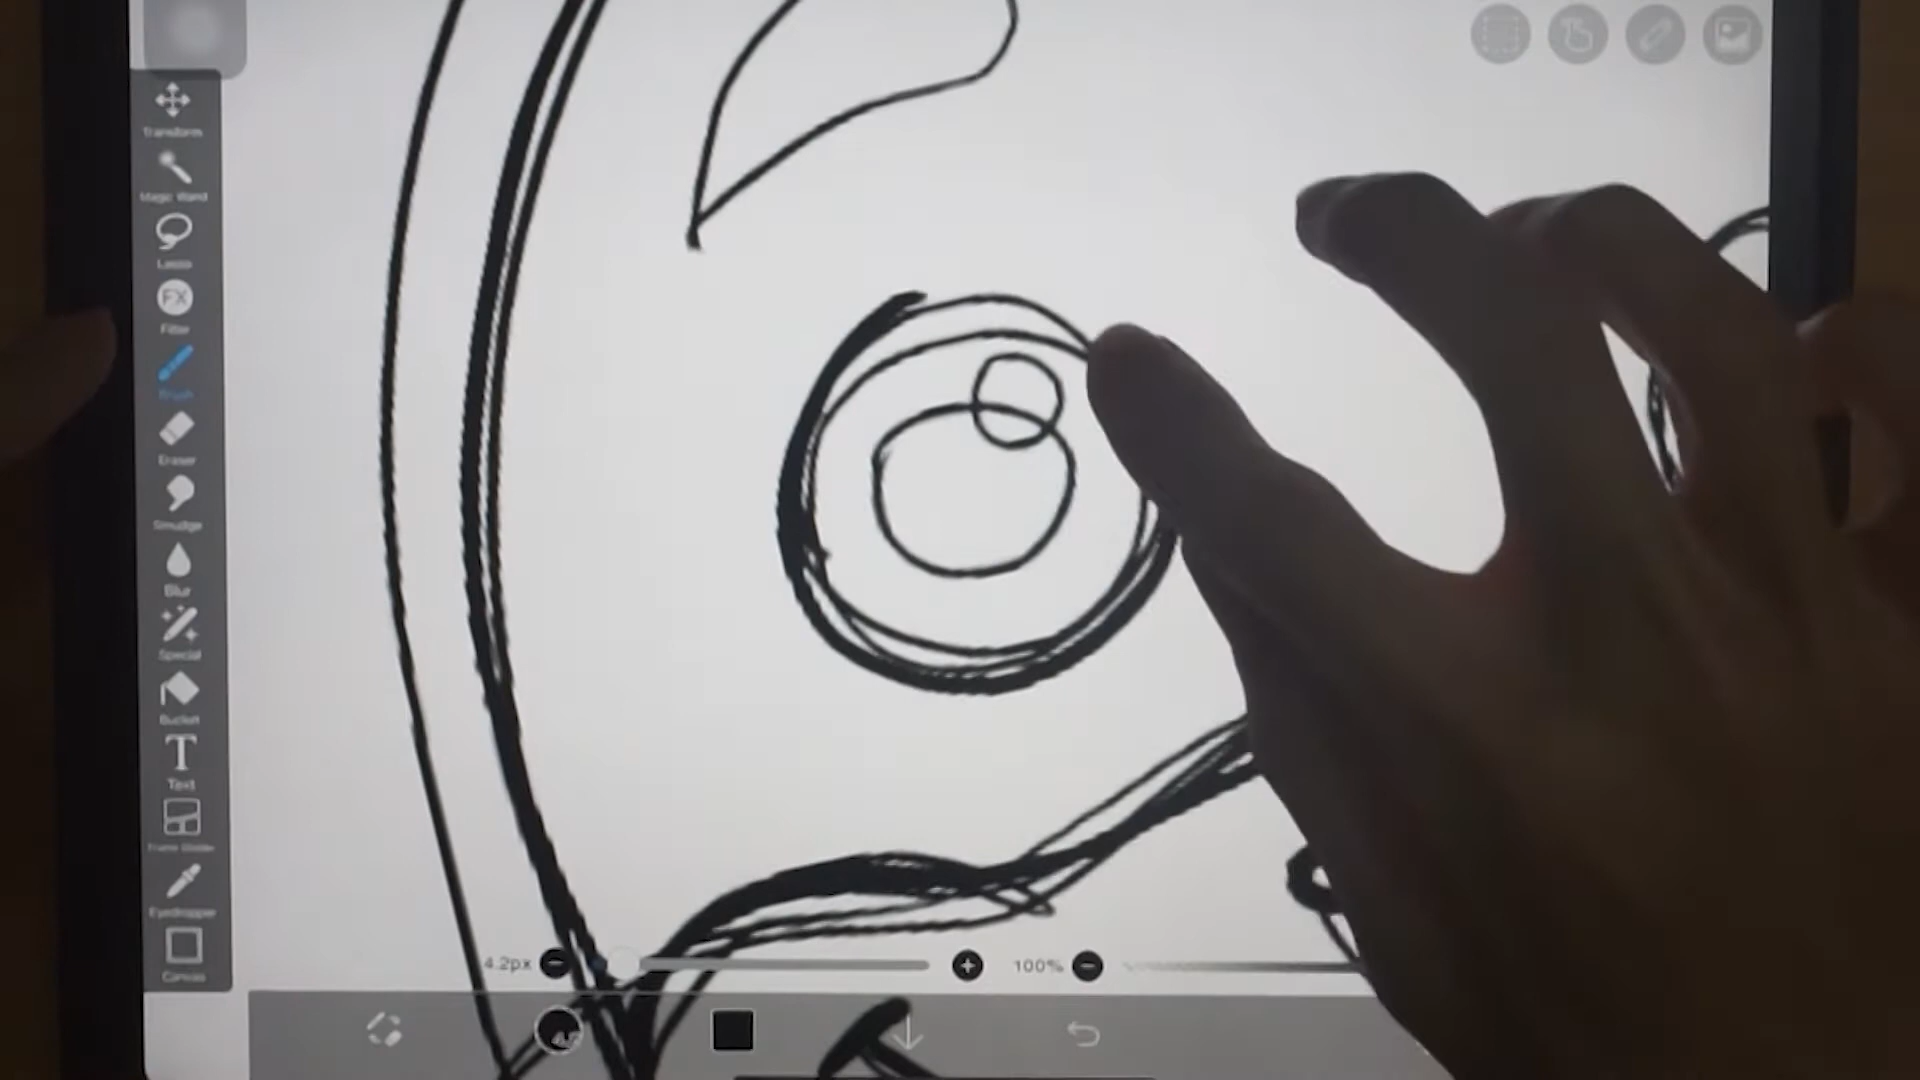 Transform
Magic Wand
Lasso
FX
Filter
Brush
Eraser
Smudge
Blur
Special
Bucket
T
Text
Frame Divider
Eyedropper
Canvas
4.2px
100%